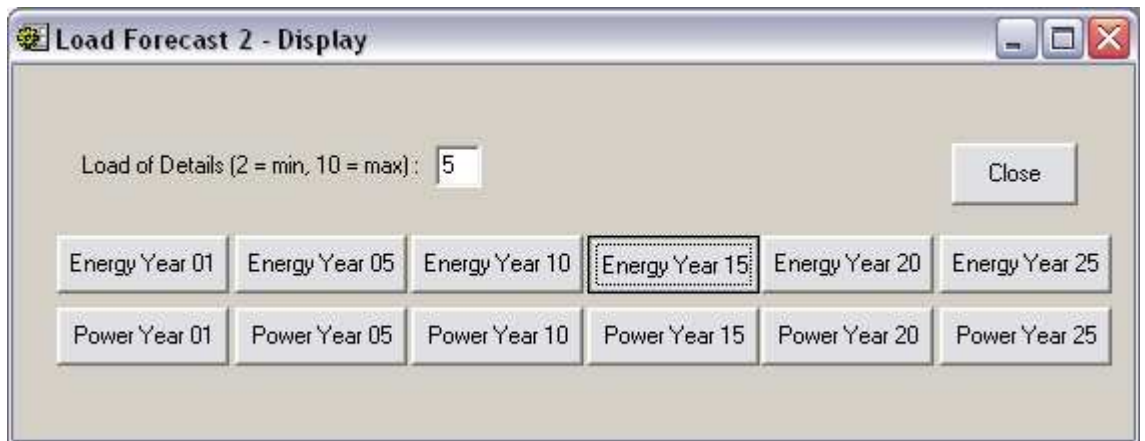 Load Forecast 2 - Display
Load of Details (2 = min, 10 = max) : 5
Close
Energy Year 01 Energy Year 05 Energy Year 10 Energy Year 15 Energy Year 20 Energy Year 25
Power Year 01 Power Year 05 Power Year 10 Power Year 15 Power Year 20 Power Year 25